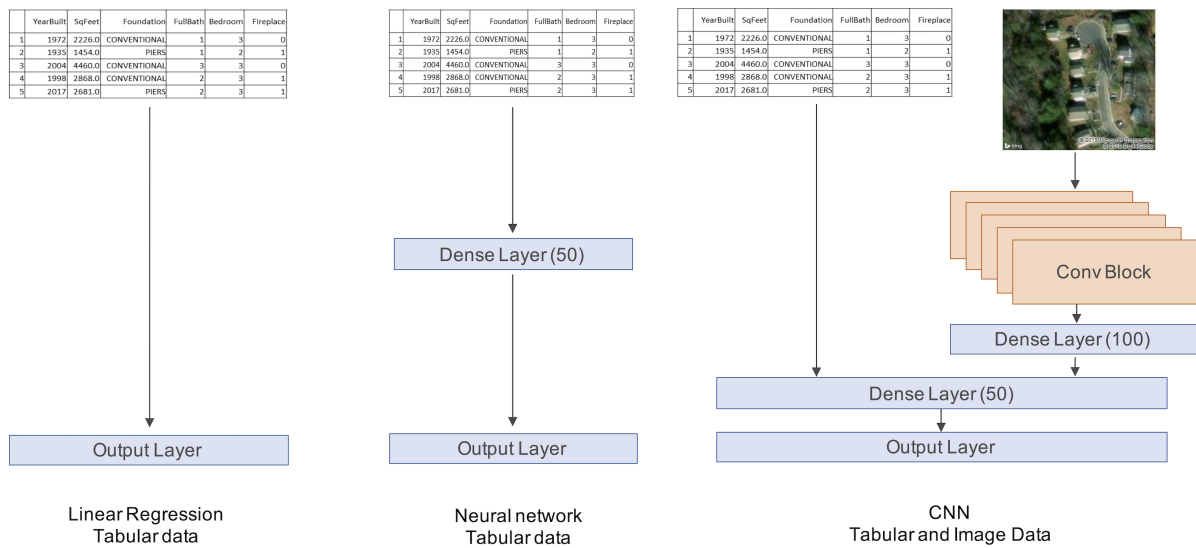 YearBuilt SqFeet Foundation FullBath Bedroom Fireplace
1 1972 2226.0 CONVENTIONAL 1 3 0
2 1935 1454.0 PIERS 1 2 1
3 2004 4460.0 CONVENTIONAL 3 3 0
4 1998 2868.0 CONVENTIONAL 2 3 1
5 2017 2681.0 PIERS 2 3 1
Output Layer
Linear Regression
Tabular data
YearBuilt SqFeet Foundation FullBath Bedroom Fireplace
1 1972 2226.0 CONVENTIONAL 1 3 0
2 1935 1454.0 PIERS 1 2 1
3 2004 4460.0 CONVENTIONAL 3 3 0
4 1998 2868.0 CONVENTIONAL 2 3 1
5 2017 2681.0 PIERS 2 3 1
Dense Layer (50)
Output Layer
Neural network
Tabular data
YearBuilt SqFeet Foundation FullBath Bedroom Fireplace
1 1972 2226.0 CONVENTIONAL 1 3 0
2 1935 1454.0 PIERS 1 2 1
3 2004 4460.0 CONVENTIONAL 3 3 0
4 1998 2868.0 CONVENTIONAL 2 3 1
5 2017 2681.0 PIERS 2 3 1
bing
Conv Block
Dense Layer (100)
Dense Layer (50)
Output Layer
CNN
Tabular and Image Data